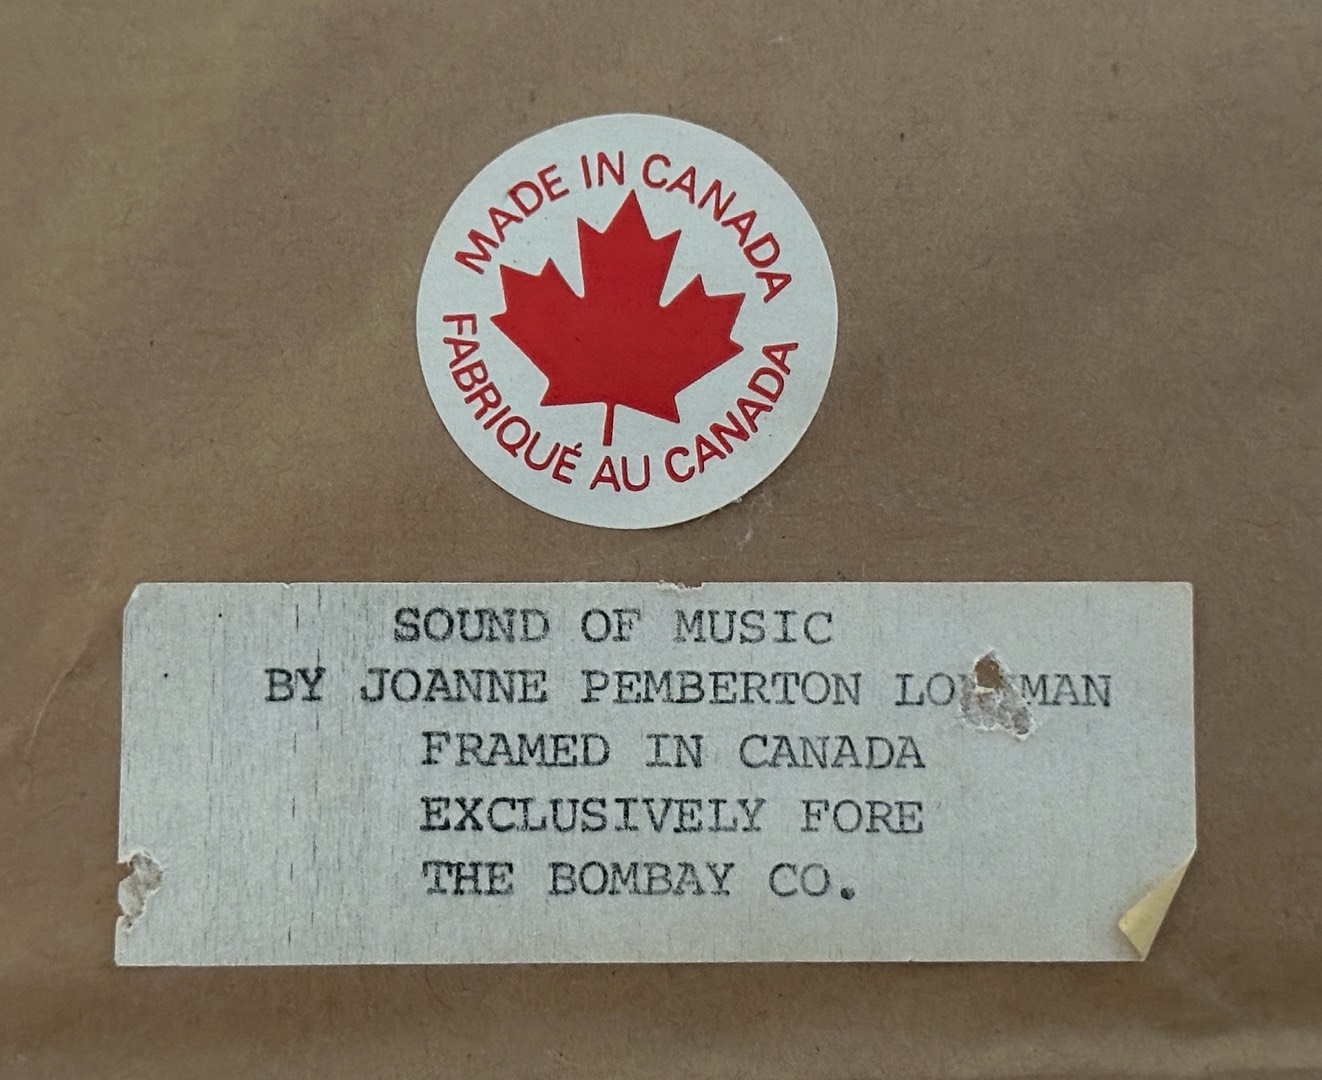 MADE IN CANADA
FABRIQUÉ AU CANADA
SOUND OF MUSIC
BY JOANNE PEMBERTON
FRAMED IN CANADA
EXCLUSIVELY FORE
THE BOMBAY CO.